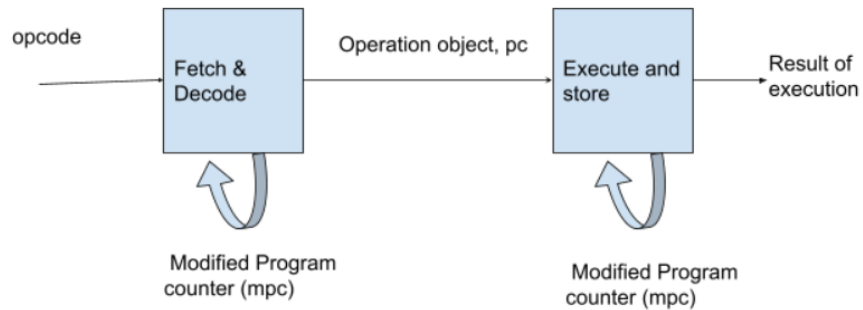 opcode
Fetch &
Decode
Operation object, pc
Execute and
store
Result of
execution
Modified Program
counter (mpc)
Modified Program
counter (mpc)